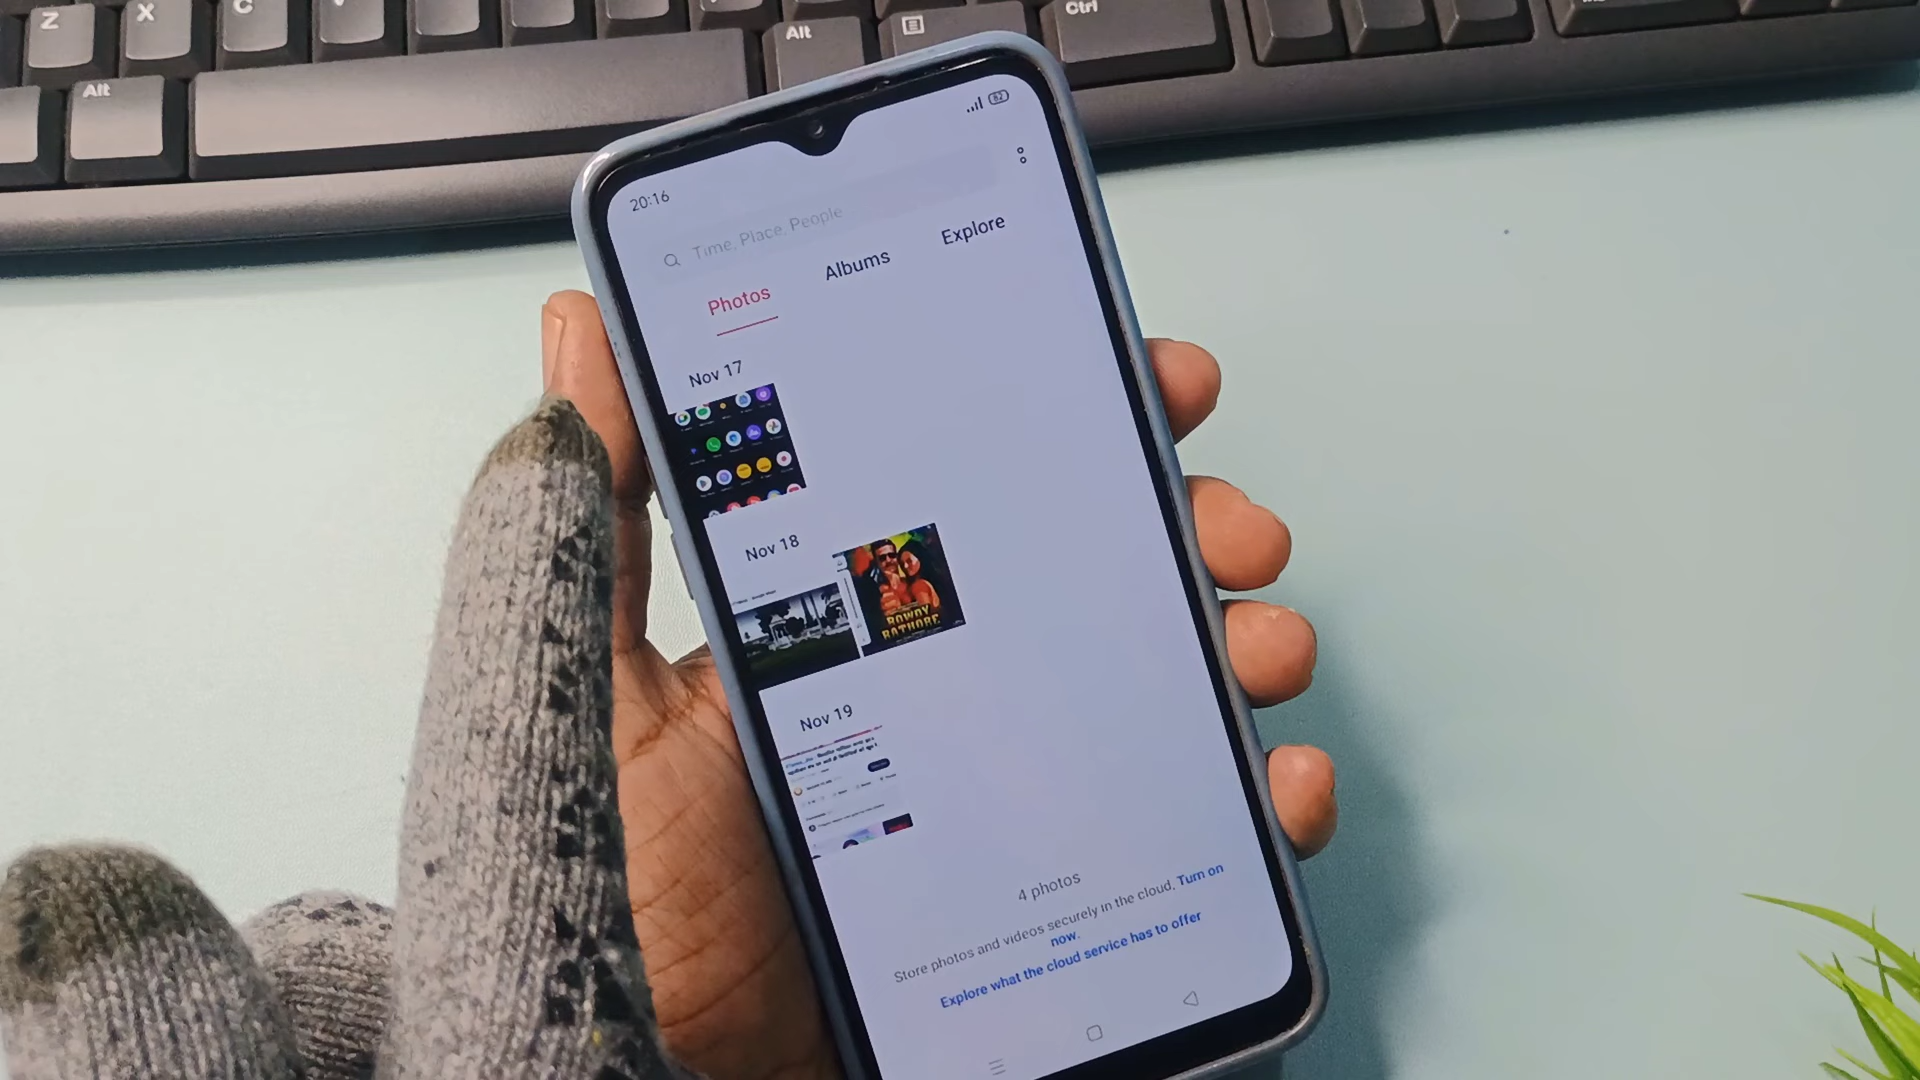 Z
X
C
Alt
Alt
Ctrl
20:16
82
Time, Place, People
Photos
Albums
Explore
Nov 17
Nov 18
ROWDY
RATHORE
Nov 19
4 photos
Store photos and videos securely in the cloud. Turn on
now.
Explore what the cloud service has to offer